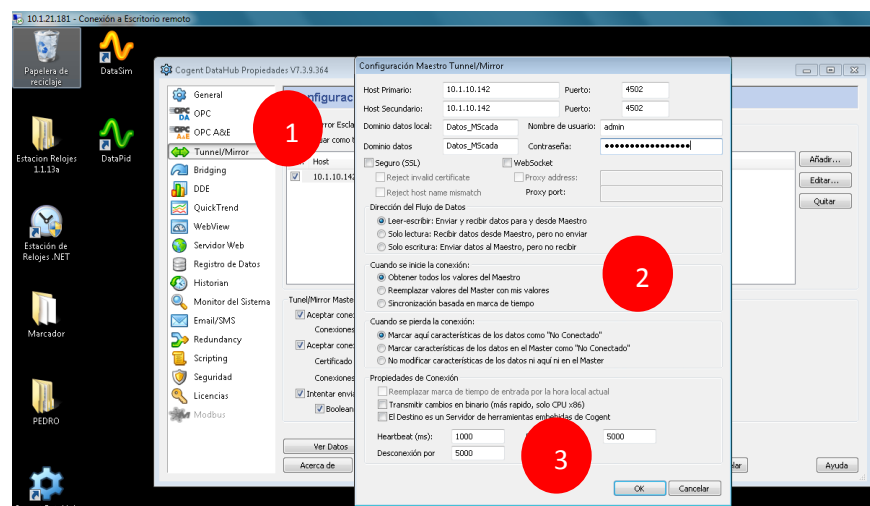 10.1.21.181 - Conexión a Escritorio remoto
Papelera de reciclaje
DataSim
Estacion Relojes 1.1.13a
DataPid
Estación de Relojes .NET
Marcador
PEDRO
Cogent DataHub Propiedades V7.3.9.364
General
OPC DA
OPC
OPC A&E
OPC A&E
Tunnel/Mirror
Bridging
DDE
QuickTrend
WebView
Servidor Web
Registro de Datos
Historian
Monitor del Sistema
Email/SMS
Redundancy
Scripting
Seguridad
Licencias
Modbus
1
Host
10.1.10.142
Tunel/Mirror Maste
Aceptar cone
Conexiones
Aceptar cone
Certificado
Conexiones
Intentar envia
Boolean
Ver Datos
Acerca de
Añadir...
Editar...
Quitar
Ayuda
Configuración Maestro Tunnel/Mirror
Host Primario: 10.1.10.142 Puerto: 4502
Host Secundario: 10.1.10.142 Puerto: 4502
Dominio datos local: Datos_MScada Nombre de usuario: admin
Dominio datos Datos_MScada Contraseña:
Seguro (SSL) WebSocket
Reject invalid certificate Proxy address:
Reject host name mismatch Proxy port:
Dirección del Flujo de Datos
Leer-escribir: Enviar y recibir datos para y desde Maestro
Solo lectura: Recibir datos desde Maestro, pero no enviar
Solo escritura: Enviar datos al Maestro, pero no recibir
Cuando se inicie la conexión:
Obtener todos los valores del Maestro
Reemplazar valores del Master con mis valores
Sincronización basada en marca de tiempo
2
Cuando se pierda la conexión:
Marcar aquí características de los datos como "No Conectado"
Marcar características de los datos en el Master como "No Conectado"
No modificar características de los datos ni aquí ni en el Master
Propiedades de Conexión
Reemplazar marca de tiempo de entrada por la hora local actual
Transmitir cambios en binario (más rapido, solo CPU x86)
El Destino es un Servidor de herramientas embebidas de Cogent
Heartbeat (ms): 1000 5000
Desconexión por 5000
3
OK Cancelar